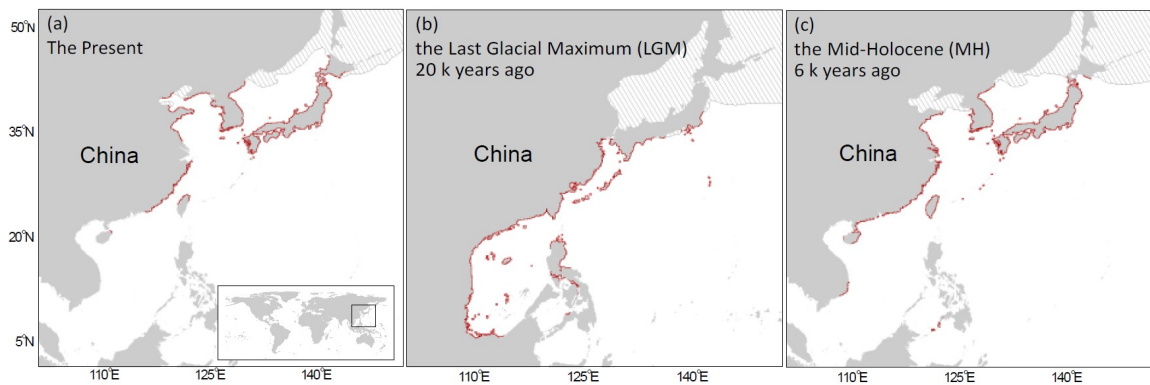 (a)
The Present
China
50°N
35°N
20°N
5°N
110°E 125°E 140°E
(b)
the Last Glacial Maximum (LGM)
20 k years ago
China
110°E 125°E 140°E
(c)
the Mid-Holocene (MH)
6 k years ago
China
110°E 125°E 140°E